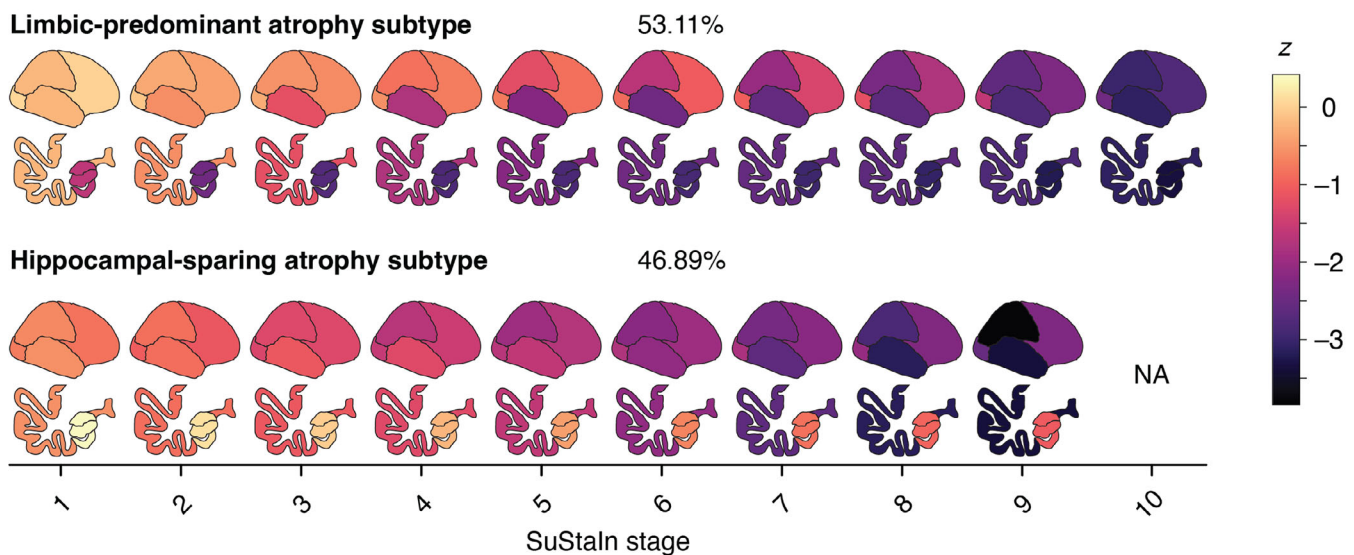 Limbic-predominant atrophy subtype 53.11%
z
0
−1
−2
−3
Hippocampal-sparing atrophy subtype 46.89%
NA
1 2 3 4 5 6 7 8 9 10
SuStaIn stage